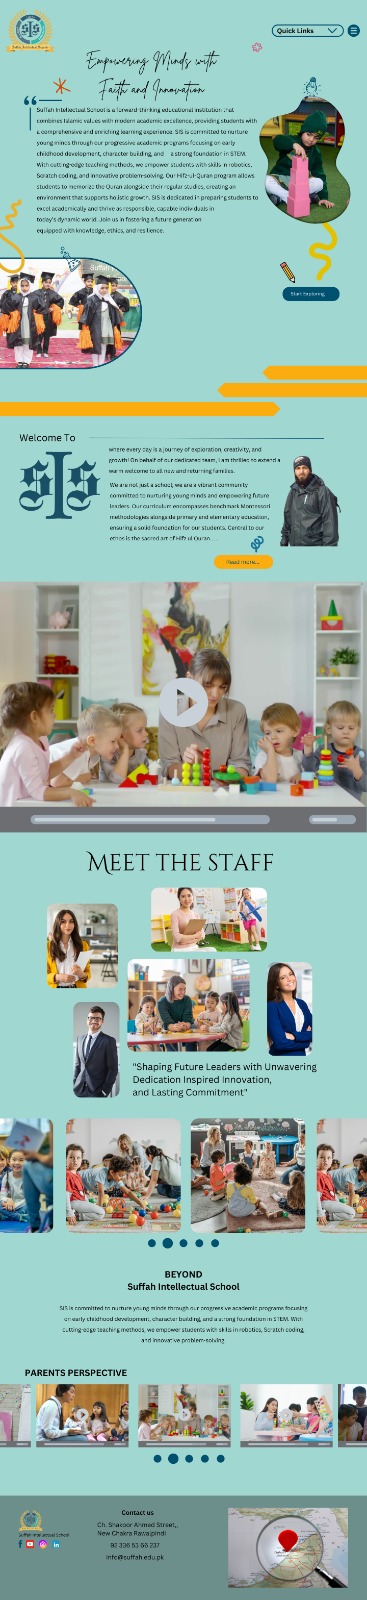 Suffah Intellectual School
Quick Links
Empowering Minds with
Faith and Innovation
Suffah Intellectual School is a forward-thinking educational institution that
combines Islamic values with modern academic excellence, providing students with
a comprehensive and enriching learning experience. SIS is committed to nurture
young minds through our progressive academic programs focusing on early
childhood development, character building, and a strong foundation in STEM.
With cutting-edge teaching methods, we empower students with skills in robotics,
Scratch coding, and innovative problem-solving. Our Hifz-ul-Quran program allows
students to memorize the Quran alongside their regular studies, creating an
environment that supports holistic growth. SIS is dedicated in preparing students to
excel academically and thrive as responsible, capable individuals in
today's dynamic world. Join us in fostering a future generation
equipped with knowledge, ethics, and resilience.
Start Exploring
Suffah
Welcome To
SIS
where every day is a journey of exploration, creativity, and
growth! On behalf of our dedicated team, I am thrilled to extend a
warm welcome to all new and returning families.
We are not just a school; we are a vibrant community
committed to nurturing young minds and empowering future
leaders. Our curriculum encompasses benchmark Montessori
methodologies alongside primary and elementary education,
ensuring a solid foundation for our students. Central to our
ethos is the sacred art of Hifz ul Quran....
Read more...
MEET THE STAFF
"Shaping Future Leaders with Unwavering
Dedication Inspired Innovation,
and Lasting Commitment"
BEYOND
Suffah Intellectual School
SIS is committed to nurture young minds through our progressive academic programs focusing
on early childhood development, character building, and a strong foundation in STEM. With
cutting-edge teaching methods, we empower students with skills in robotics, Scratch coding,
and innovative problem-solving.
PARENTS PERSPECTIVE
Suffah Intellectual School
Contact us
Ch. Shakoor Ahmed Street,,
New Chakra Rawalpindi
92 336 53 66 237
info@suffah.edu.pk